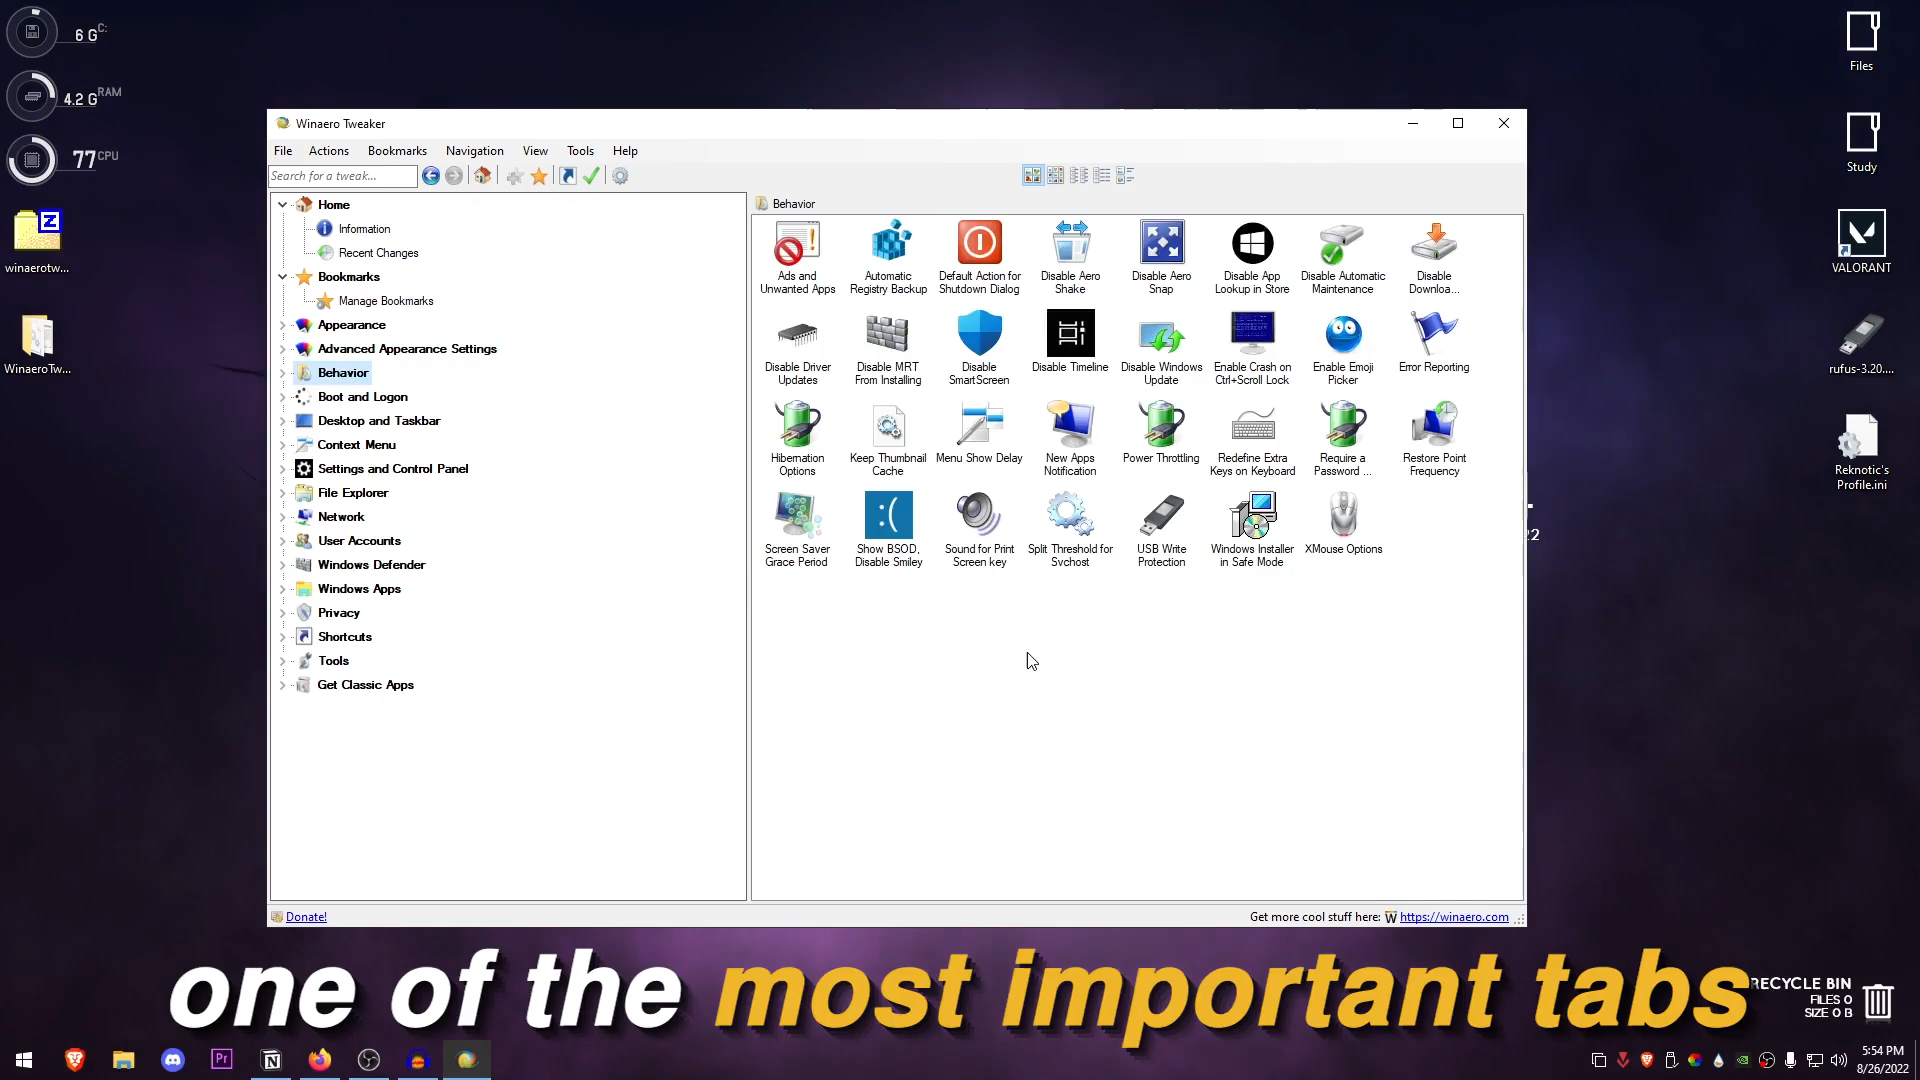 6 G C:
4.2 G RAM
77 CPU
winaerotw...
WinaeroTw...
Files
Study
VALORANT
rufus-3.20....
Reknotic's
Profile.ini
Winaero Tweaker
File Actions Bookmarks Navigation View Tools Help
Search for a tweak...
Home
Information
Recent Changes
Bookmarks
Manage Bookmarks
Appearance
Advanced Appearance Settings
Behavior
Boot and Logon
Desktop and Taskbar
Context Menu
Settings and Control Panel
File Explorer
Network
User Accounts
Windows Defender
Windows Apps
Privacy
Shortcuts
Tools
Get Classic Apps
Behavior
Ads and
Unwanted Apps
Automatic
Registry Backup
Default Action for
Shutdown Dialog
Disable Aero
Shake
Disable Aero
Snap
Disable App
Lookup in Store
Disable Automatic
Maintenance
Disable
Downloa...
Disable Driver
Updates
Disable MRT
From Installing
Disable
SmartScreen
Disable Timeline
Disable Windows
Update
Enable Crash on
Ctrl+Scroll Lock
Enable Emoji
Picker
Error Reporting
Hibernation
Options
Keep Thumbnail
Cache
Menu Show Delay
New Apps
Notification
Power Throttling
Redefine Extra
Keys on Keyboard
Require a
Password ...
Restore Point
Frequency
Screen Saver
Grace Period
:(
Show BSOD,
Disable Smiley
Sound for Print
Screen key
Split Threshold for
Svchost
USB Write
Protection
Windows Installer
in Safe Mode
XMouse Options
22
Donate!
Get more cool stuff here: W https://winaero.com
one of the most important tabs
RECYCLE BIN
FILES 0
SIZE 0 B
Pr
5:54 PM
8/26/2022